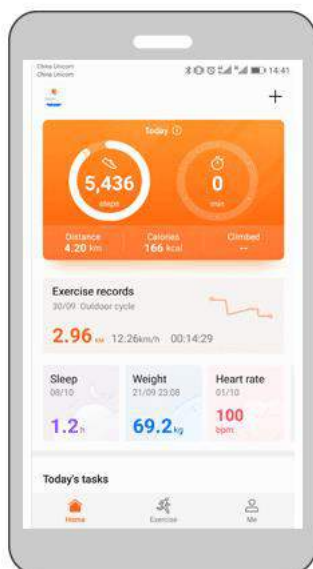 China Unicom
China Unicom
14:41
+
Today
5,436
steps
0
min
Distance
4.20 km
Calories
166 kcal
Climbed
--
Exercise records
30/09 Outdoor cycle
2.96 KM 12.26km/h 00:14:29
Sleep
08/10
1.2 h
Weight
21/09 23:08
69.2 kg
Heart rate
01/10
100
bpm
Today's tasks
Home
Exercise
Me